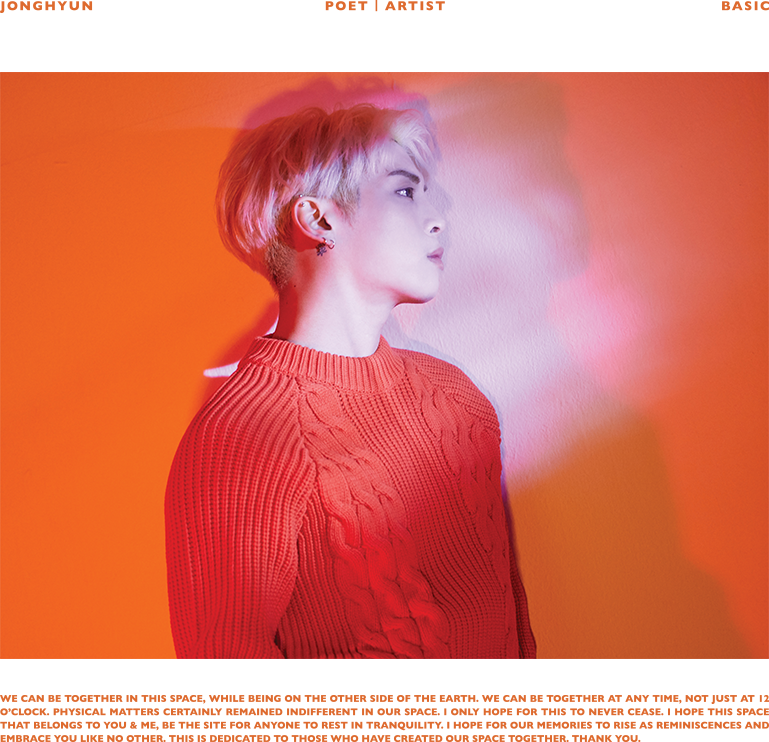 JONGHYUN POET | ARTIST BASIC
WE CAN BE TOGETHER IN THIS SPACE, WHILE BEING ON THE OTHER SIDE OF THE EARTH. WE CAN BE TOGETHER AT ANY TIME, NOT JUST AT 12
O'CLOCK. PHYSICAL MATTERS CERTAINLY REMAINED INDIFFERENT IN OUR SPACE. I ONLY HOPE FOR THIS TO NEVER CEASE. I HOPE THIS SPACE
THAT BELONGS TO YOU & ME, BE THE SITE FOR ANYONE TO REST IN TRANQUILITY. I HOPE FOR OUR MEMORIES TO RISE AS REMINISCENCES AND
EMBRACE YOU LIKE NO OTHER. THIS IS DEDICATED TO THOSE WHO HAVE CREATED OUR SPACE TOGETHER. THANK YOU.